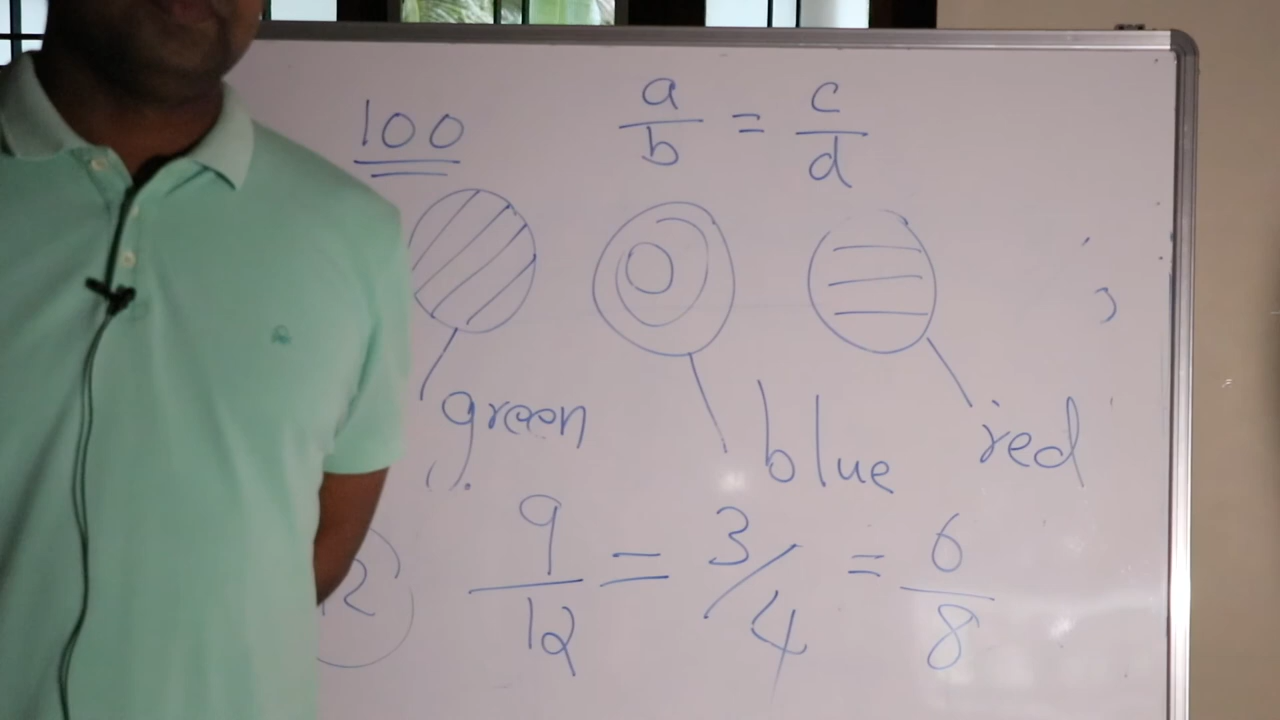 100
a/b = c/d
green blue red
9/12 = 3/4 = 6/8